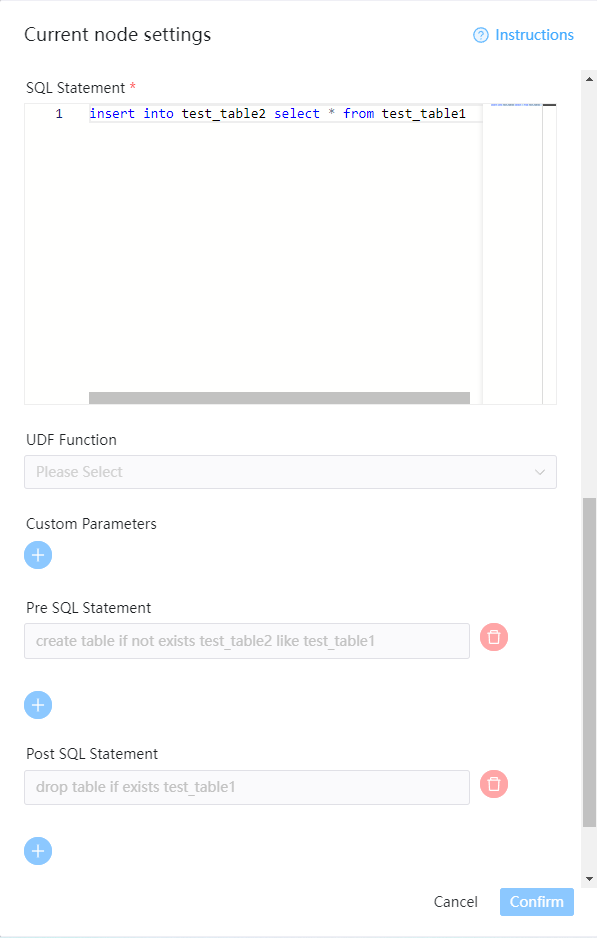 Current node settings
Instructions
SQL Statement *
1 insert into test_table2 select * from test_table1
UDF Function
Please Select
Custom Parameters
Pre SQL Statement
create table if not exists test_table2 like test_table1
Post SQL Statement
drop table if exists test_table1
Cancel
Confirm